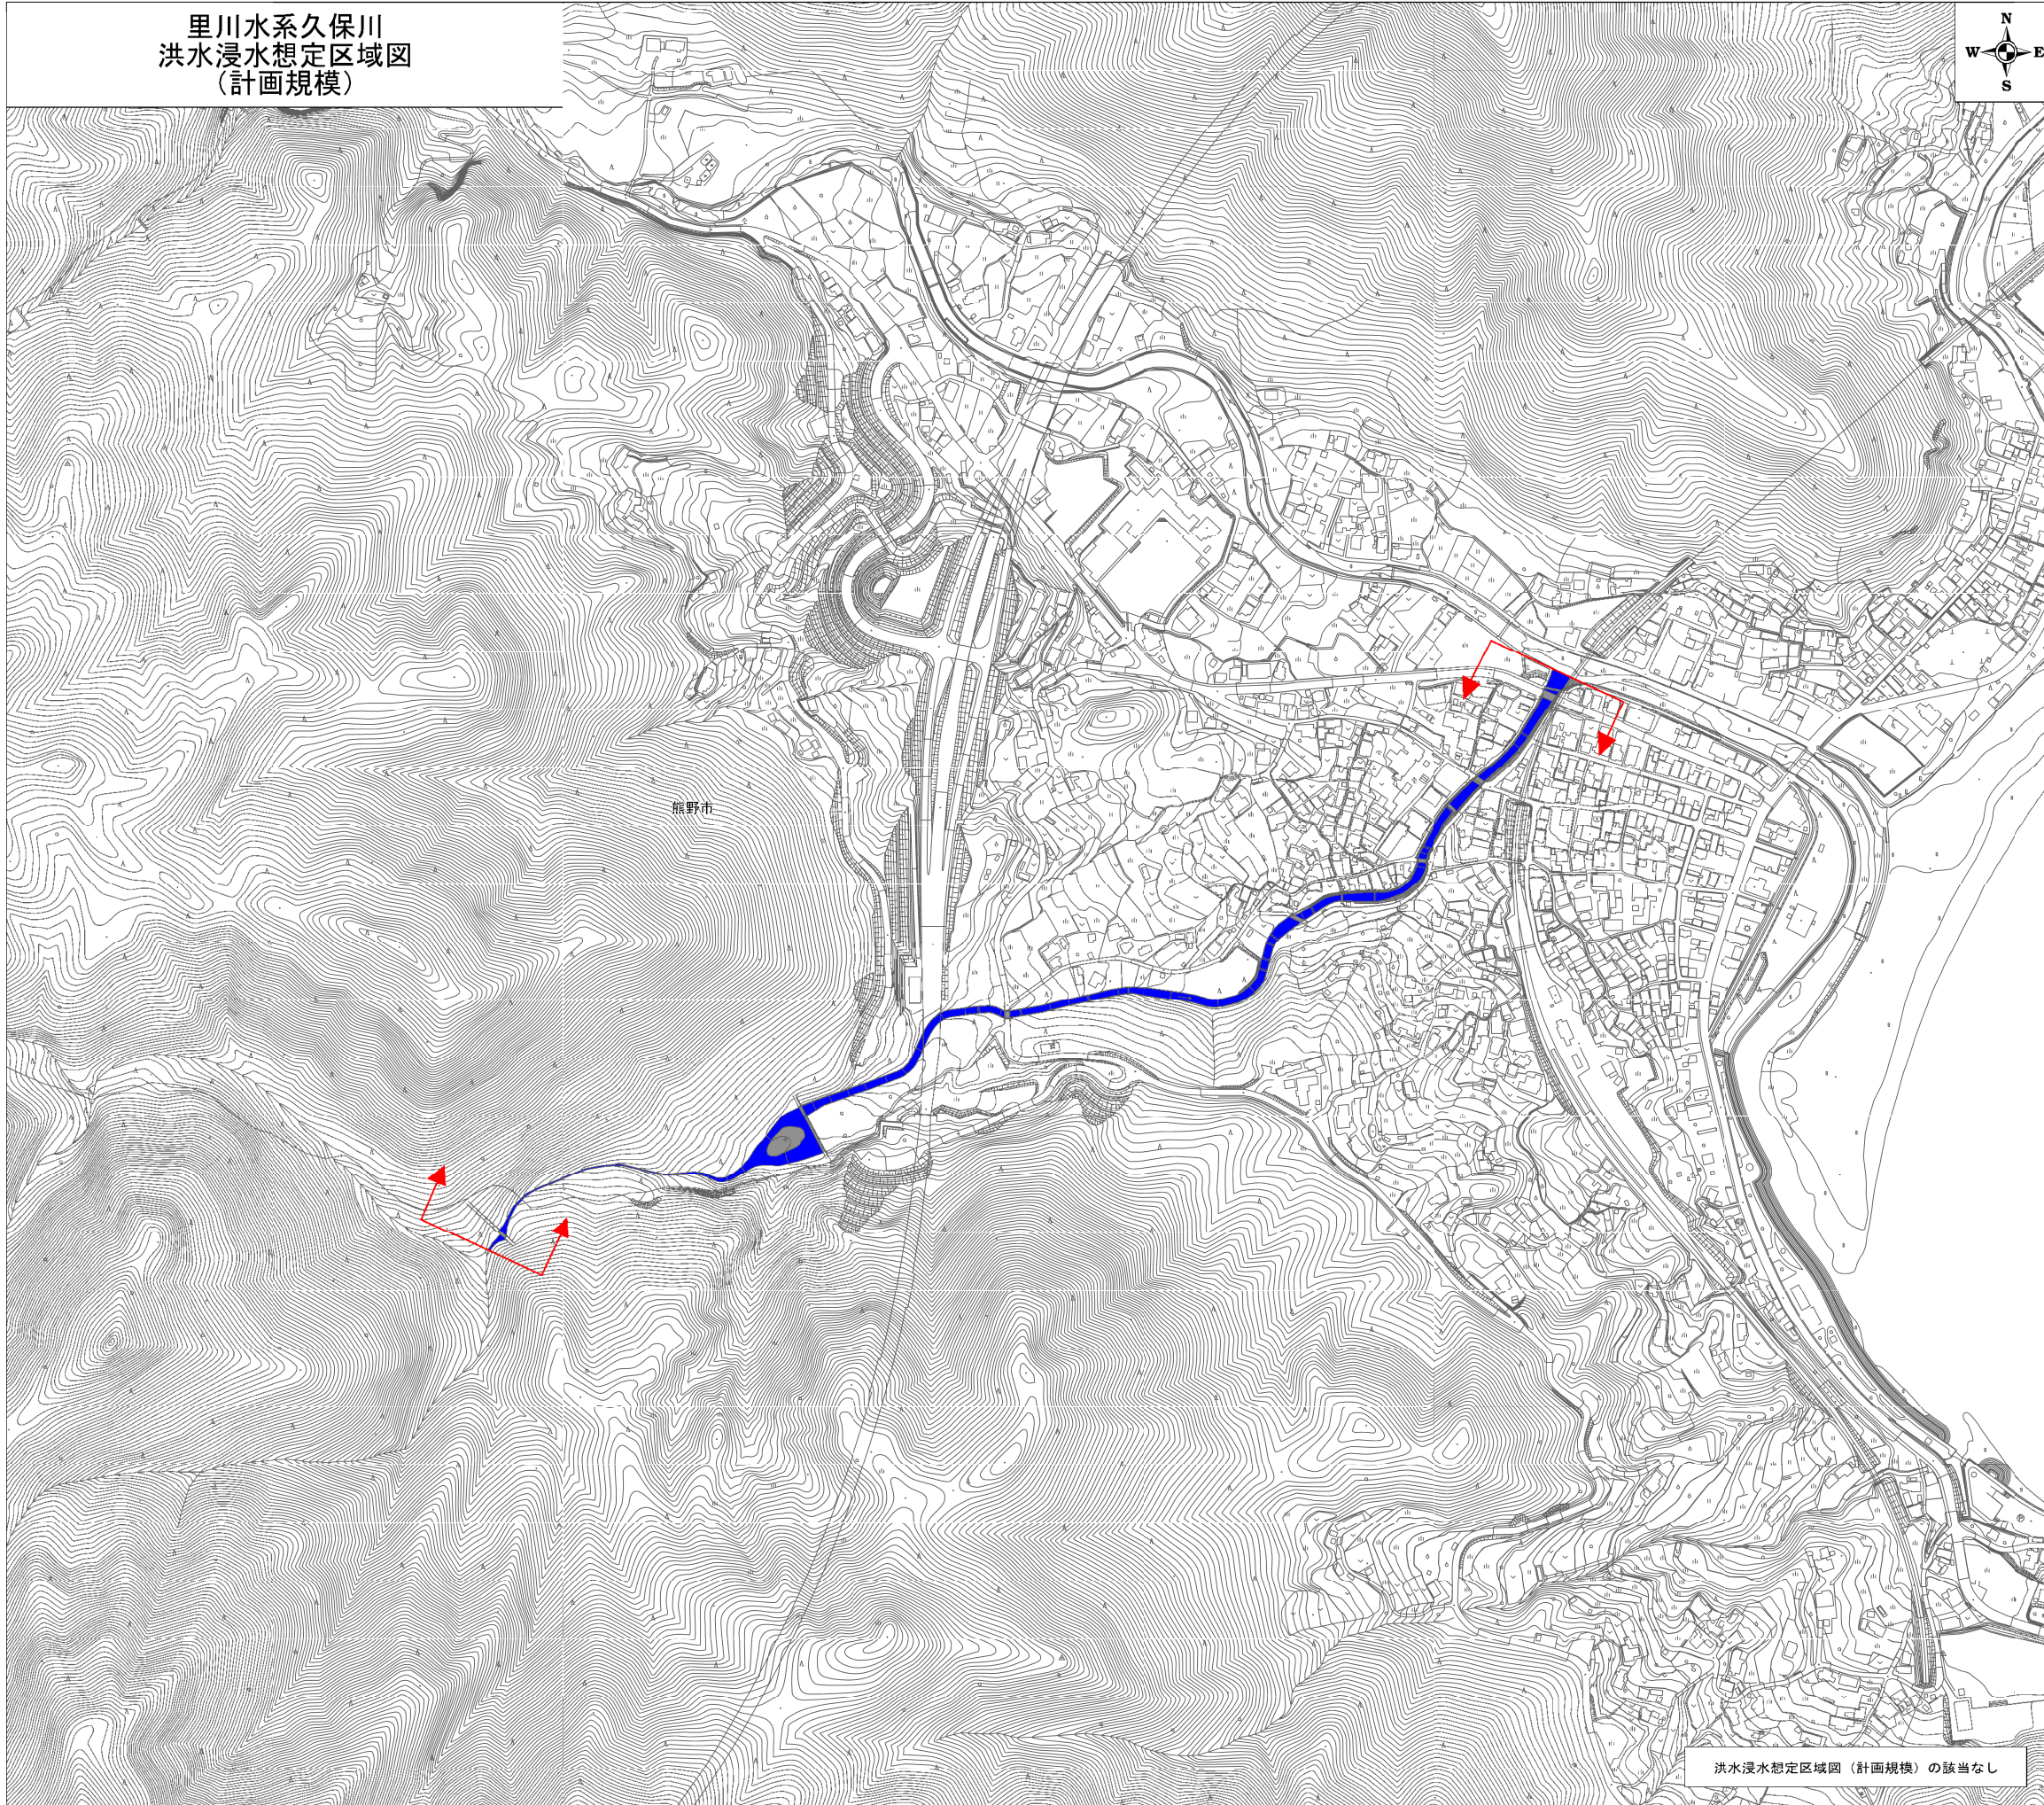 里川水系久保川
洪水浸水想定区域図
（計画規模）
N
W E
S
熊野市
洪水浸水想定区域図（計画規模）の該当なし